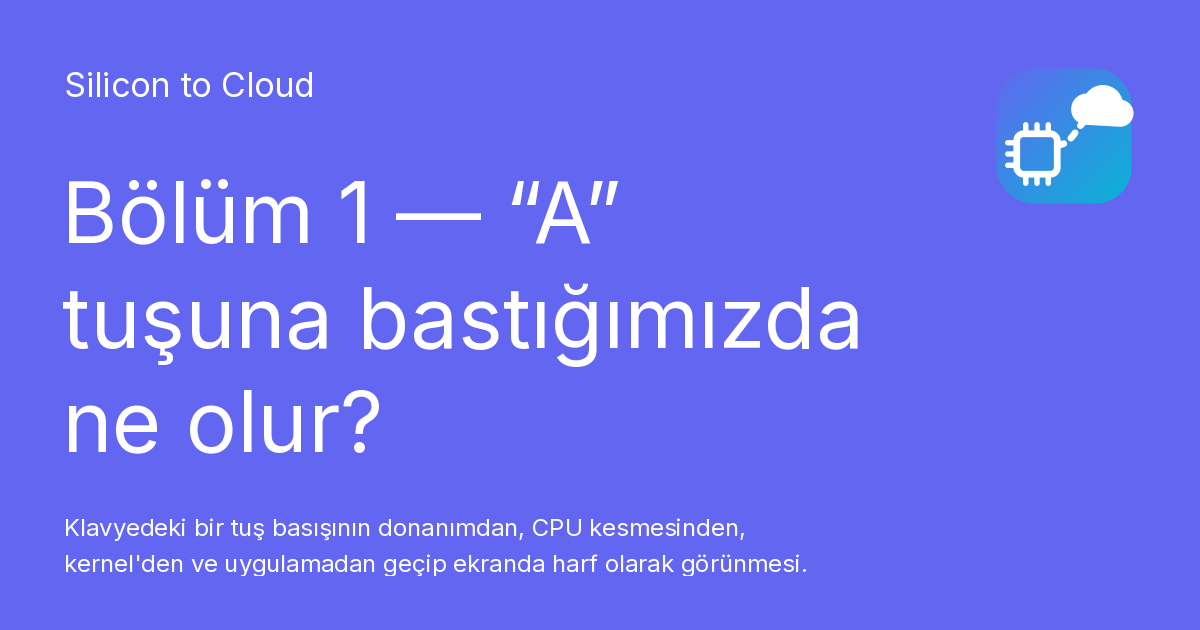 Silicon to Cloud
Bölüm 1 — “A”
tuşuna bastığımızda
ne olur?
Klavyedeki bir tuş basışının donanımdan, CPU kesmesinden,
kernel'den ve uygulamadan geçip ekranda harf olarak görünmesi.